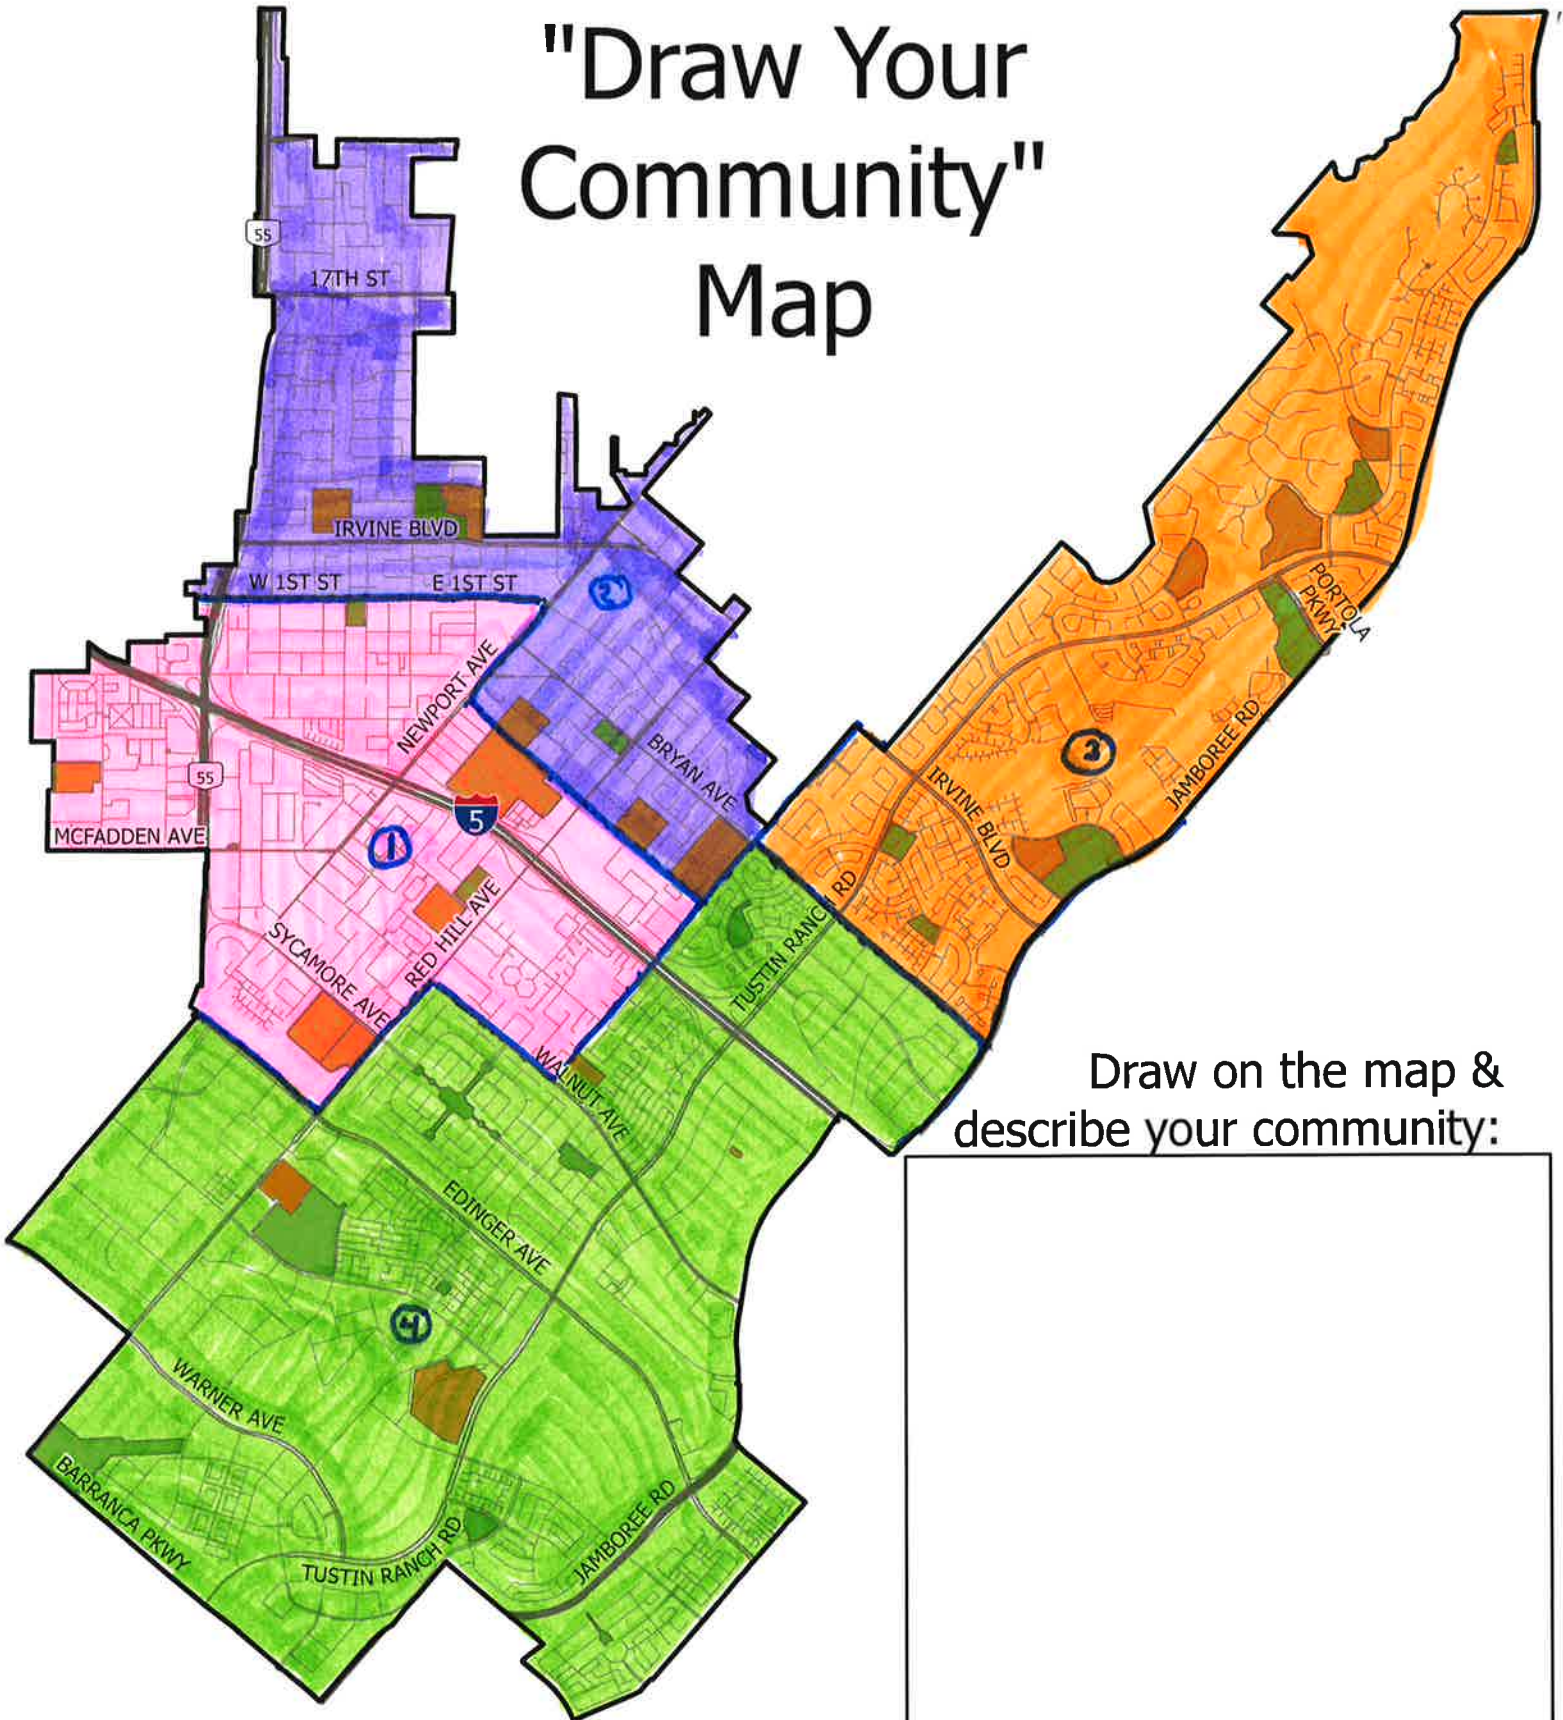 "Draw Your
Community"
Map
55
17TH ST
IRVINE BLVD
W 1ST ST
E 1ST ST
2
PORTOLA
PKWY
NEWPORT AVE
BRYAN AVE
3
JAMBOREE RD
55
5
IRVINE BLVD
MCFADDEN AVE
1
TUSTIN RANCH RD
SYCAMORE AVE
RED HILL AVE
WALNUT AVE
Draw on the map &
describe your community:
EDINGER AVE
4
WARNER AVE
BARRANCA PKWY
TUSTIN RANCH RD
JAMBOREE RD